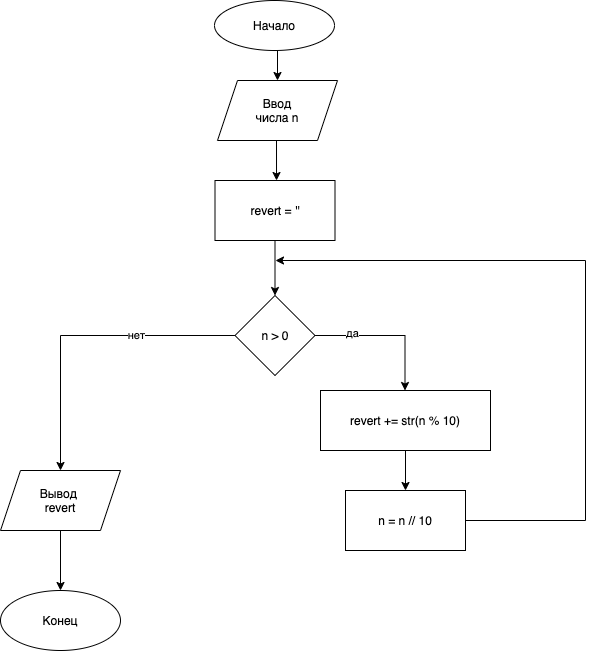 Начало
Ввод
числа n
revert = "
n > 0
нет
да
revert += str(n % 10)
n = n // 10
Вывод
revert
Конец